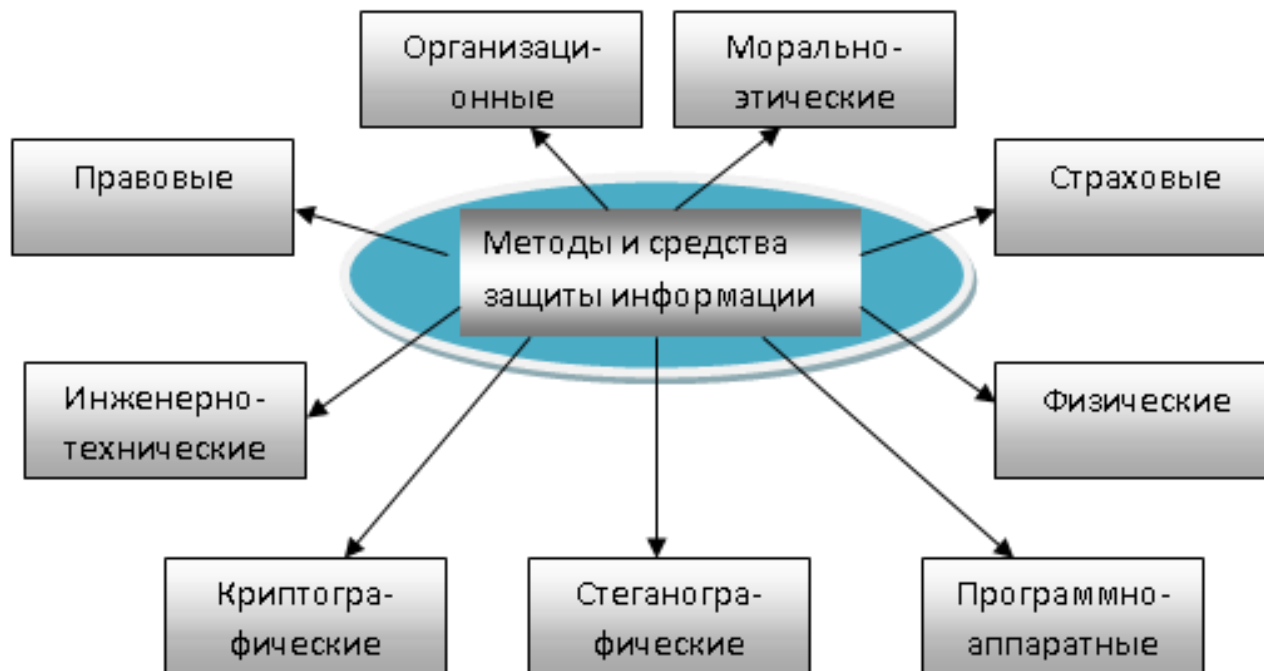 Организаци-
онные
Морально-
этические
Правовые
Страховые
Методы и средства
защиты информации
Инженерно-
технические
Физические
Криптогра-
фические
Стеганогра-
фические
Программно-
аппаратные